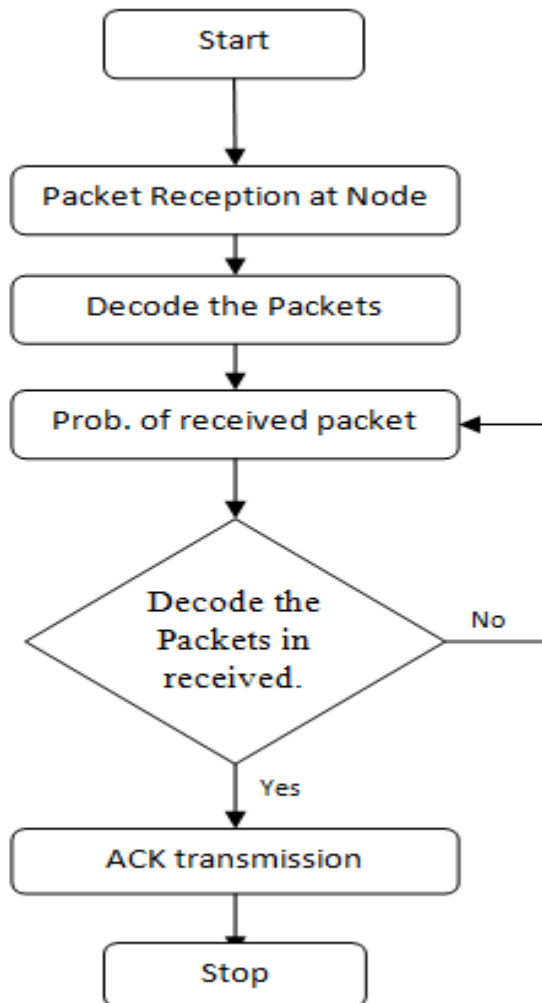 Start
Packet Reception at Node
Decode the Packets
Prob. of received packet
Decode the
Packets in
received.
No
Yes
ACK transmission
Stop